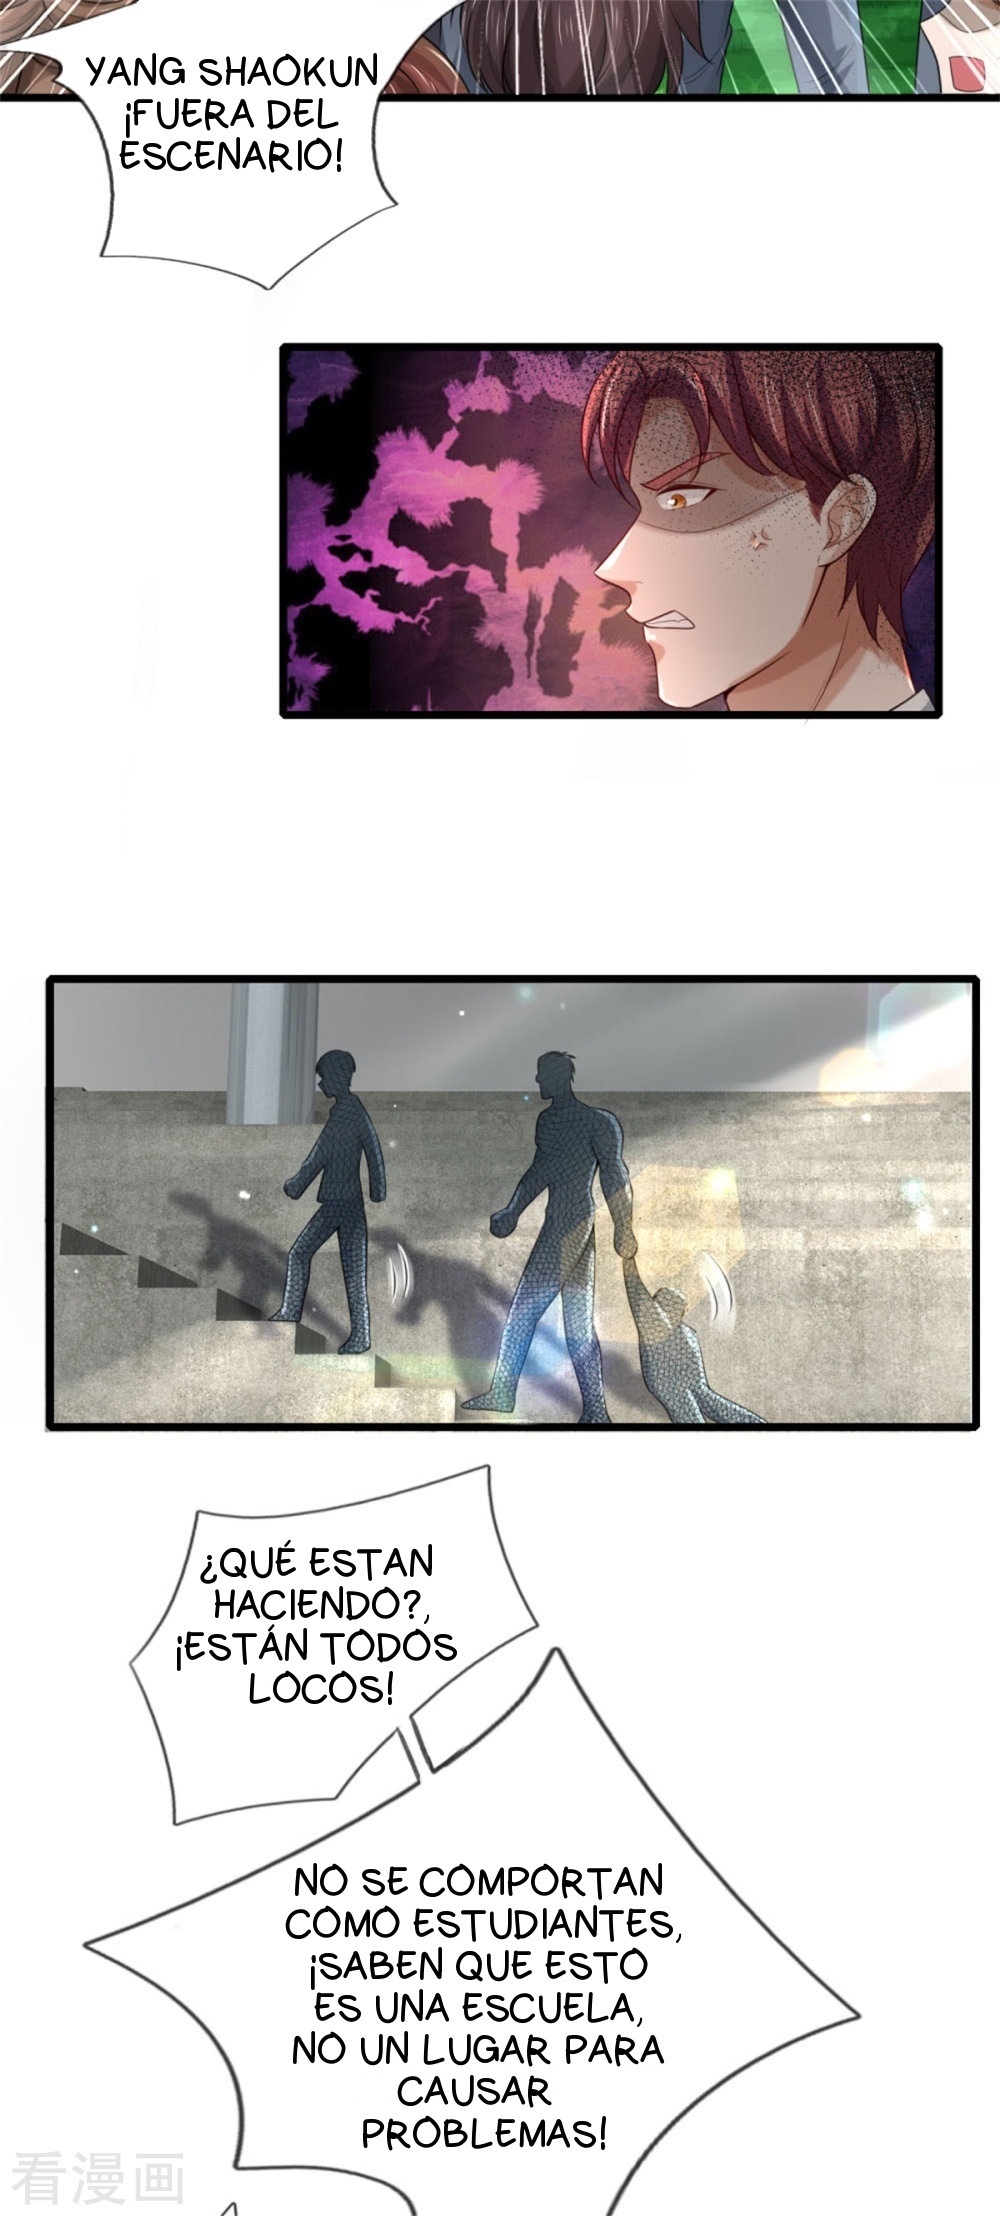 YANG SHAOKUN
¡FUERA DEL
ESCENARIO!
¿QUÉ ESTAN
HACIENDO?,
¡ESTÁN TODOS
LOCOS!
NO SE COMPORTAN
COMO ESTUDIANTES,
¡SABEN QUE ESTO
ES UNA ESCUELA,
NO UN LUGAR PARA
CAUSAR
PROBLEMAS!
看漫画